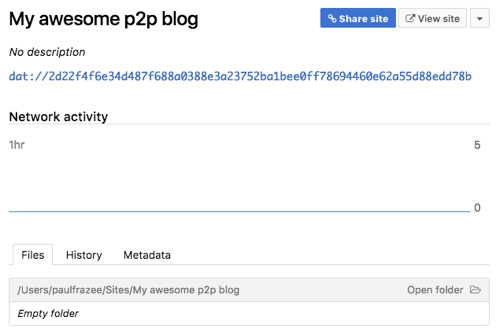 My awesome p2p blog
Share site
View site
No description
dat://2d22f4f6e34d487f688a0388e3a23752ba1bee0ff78694460e62a55d88edd78b
Network activity
1hr
5
0
Files
History
Metadata
/Users/paulfrazee/Sites/My awesome p2p blog
Open folder
Empty folder